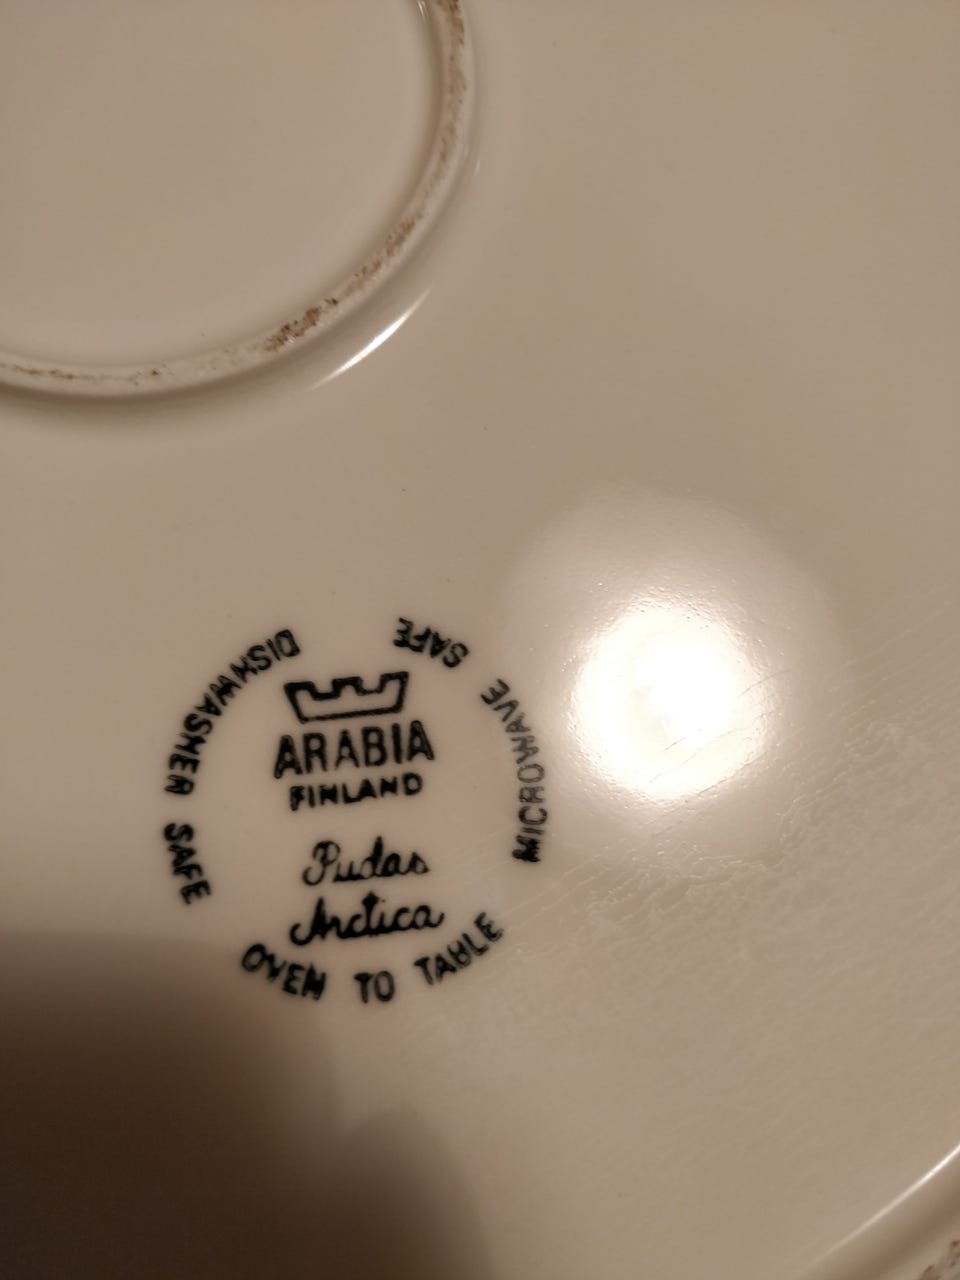 DISHWASHER SAFE
MICROWAVE SAFE
ARABIA
FINLAND
Pudas
Arctica
OVEN TO TABLE